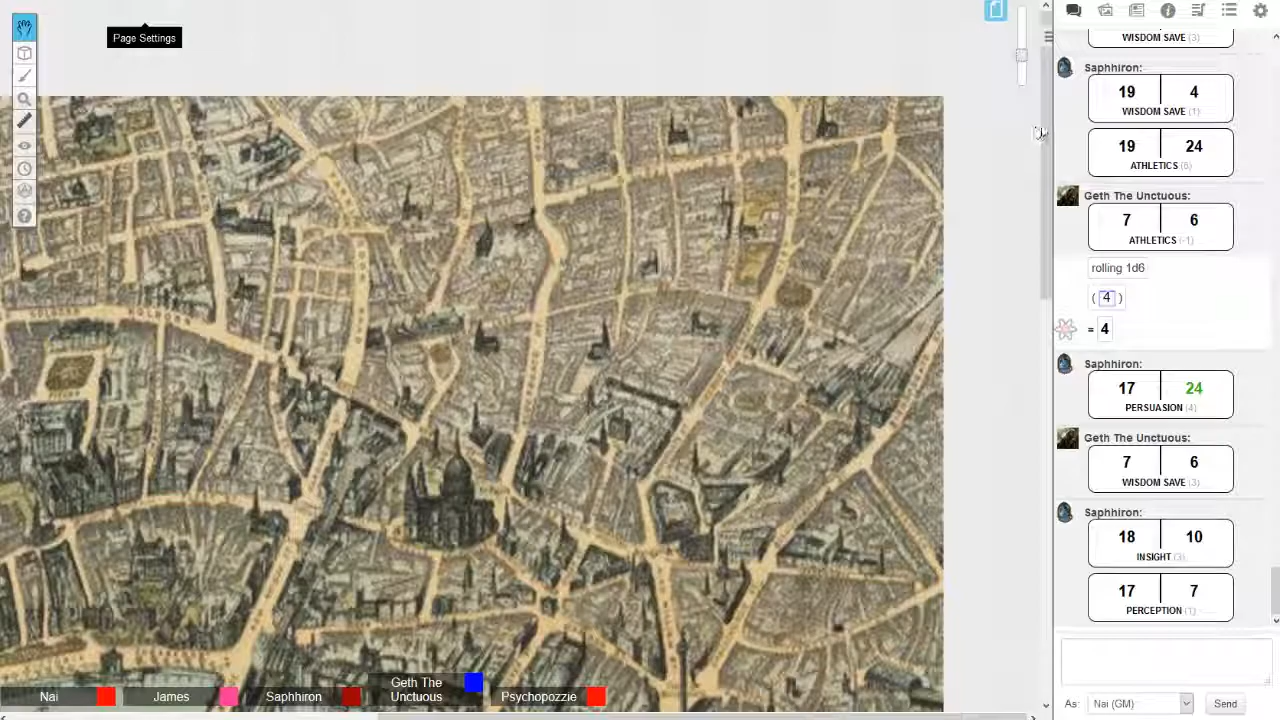 Page Settings
WISDOM SAVE (3)
Saphhiron:
19 4
WISDOM SAVE (1)
19 24
ATHLETICS (6)
Geth The Unctuous:
7 6
ATHLETICS (-1)
rolling 1d6
( 4 )
= 4
Saphhiron:
17 24
PERSUASION (4)
Geth The Unctuous:
7 6
WISDOM SAVE (3)
Saphhiron:
18 10
INSIGHT (3)
17 7
PERCEPTION (1)
HOLBORN
Nai
James
Saphhiron
Geth The
Unctuous
Psychopozzie
As:
Nai (GM)
Send